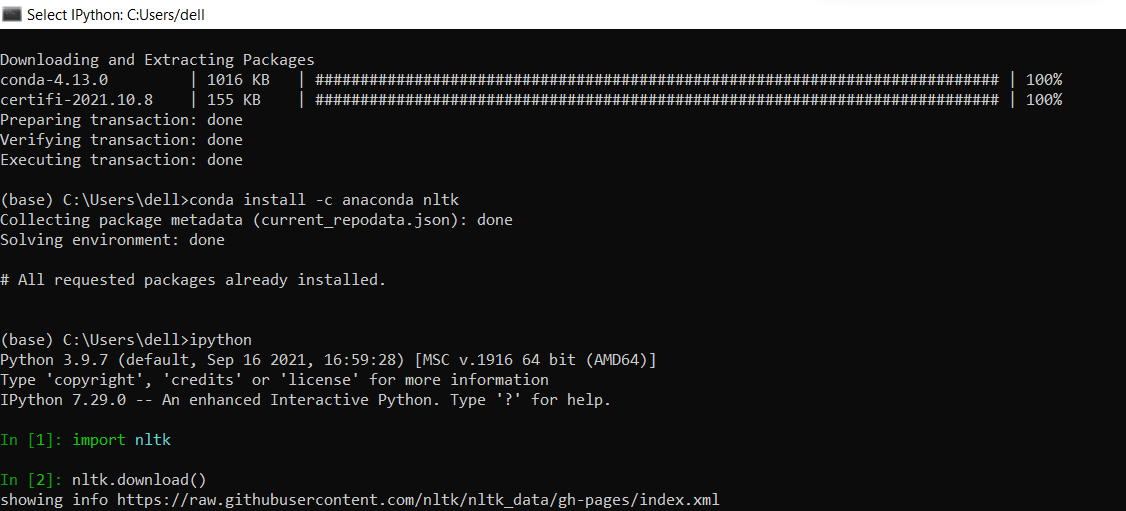 Select IPython: C:Users/dell
Downloading and Extracting Packages
conda-4.13.0         | 1016 KB   | ############################################################################ | 100%
certifi-2021.10.8    | 155 KB    | ############################################################################ | 100%
Preparing transaction: done
Verifying transaction: done
Executing transaction: done
(base) C:\Users\dell>conda install -c anaconda nltk
Collecting package metadata (current_repodata.json): done
Solving environment: done
# All requested packages already installed.
(base) C:\Users\dell>ipython
Python 3.9.7 (default, Sep 16 2021, 16:59:28) [MSC v.1916 64 bit (AMD64)]
Type 'copyright', 'credits' or 'license' for more information
IPython 7.29.0 -- An enhanced Interactive Python. Type '?' for help.
In [1]: import nltk
In [2]: nltk.download()
showing info https://raw.githubusercontent.com/nltk/nltk_data/gh-pages/index.xml